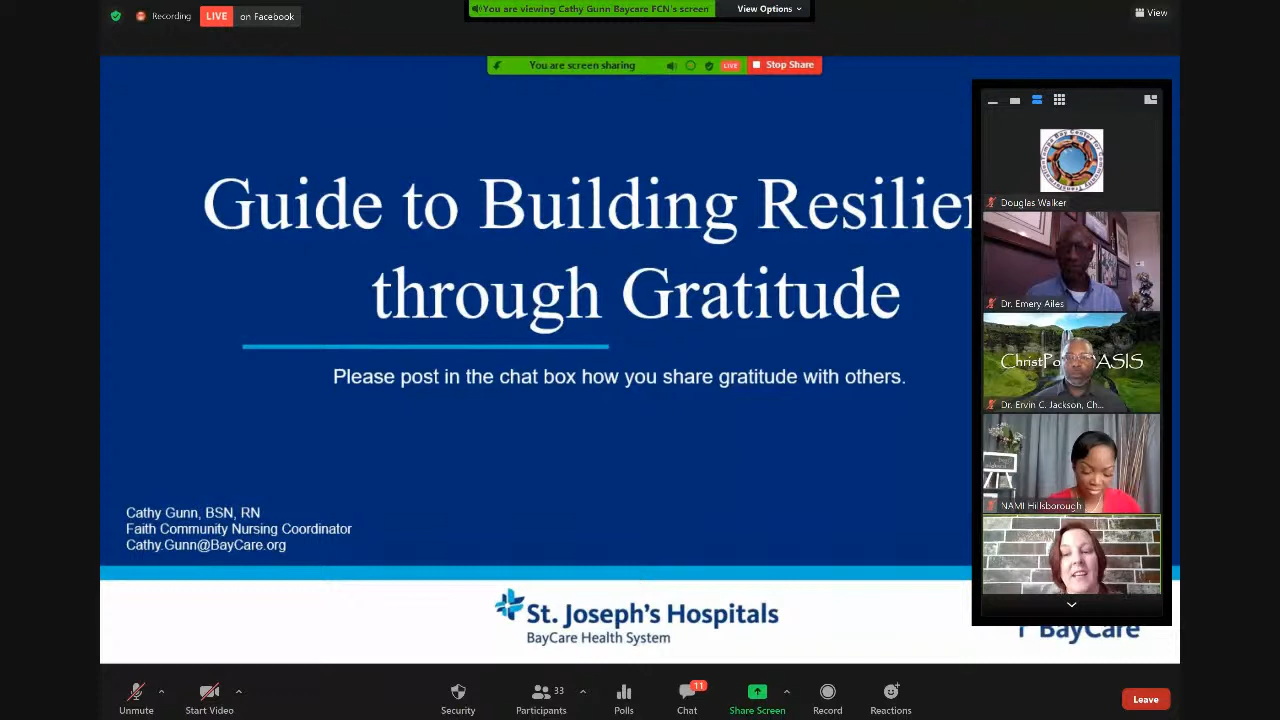 Recording
LIVE on Facebook
You are viewing Cathy Gunn Baycare FCN's screen
View Options
View
You are screen sharing
LIVE
Stop Share
Guide to Building Resilien
through Gratitude
Please post in the chat box how you share gratitude with others.
Cathy Gunn, BSN, RN
Faith Community Nursing Coordinator
Cathy.Gunn@BayCare.org
St. Joseph's Hospitals
BayCare Health System
BayCare
Douglas Walker
Dr. Emery Ailes
ChristPo ASIS
Dr. Ervin C. Jackson, Ch...
NAMI Hillsborough
Unmute
Start Video
Security
33
Participants
Polls
11
Chat
Share Screen
Record
Reactions
Leave